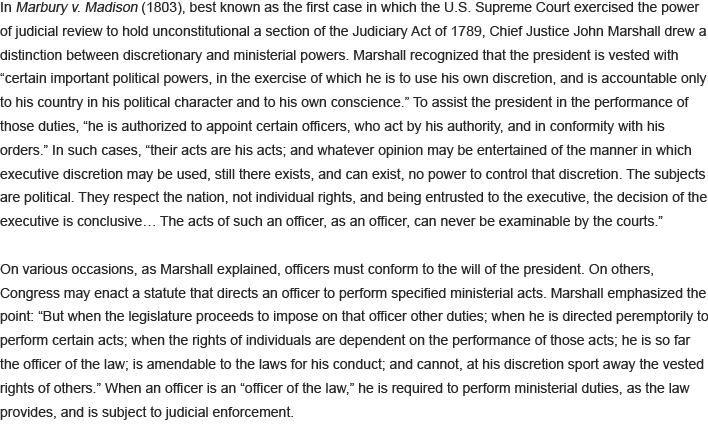 In Marbury v. Madison (1803), best known as the first case in which the U.S. Supreme Court exercised the power
of judicial review to hold unconstitutional a section of the Judiciary Act of 1789, Chief Justice John Marshall drew a
distinction between discretionary and ministerial powers. Marshall recognized that the president is vested with
“certain important political powers, in the exercise of which he is to use his own discretion, and is accountable only
to his country in his political character and to his own conscience.” To assist the president in the performance of
those duties, “he is authorized to appoint certain officers, who act by his authority, and in conformity with his
orders.” In such cases, “their acts are his acts; and whatever opinion may be entertained of the manner in which
executive discretion may be used, still there exists, and can exist, no power to control that discretion. The subjects
are political. They respect the nation, not individual rights, and being entrusted to the executive, the decision of the
executive is conclusive… The acts of such an officer, as an officer, can never be examinable by the courts.”

On various occasions, as Marshall explained, officers must conform to the will of the president. On others,
Congress may enact a statute that directs an officer to perform specified ministerial acts. Marshall emphasized the
point: “But when the legislature proceeds to impose on that officer other duties; when he is directed peremptorily to
perform certain acts; when the rights of individuals are dependent on the performance of those acts; he is so far
the officer of the law; is amendable to the laws for his conduct; and cannot, at his discretion sport away the vested
rights of others.” When an officer is an “officer of the law,” he is required to perform ministerial duties, as the law
provides, and is subject to judicial enforcement.